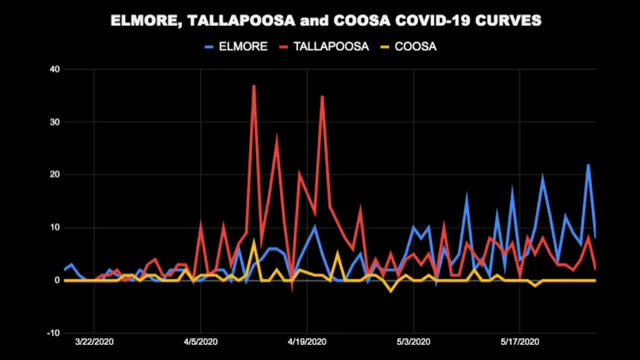 ELMORE, TALLAPOOSA and COOSA COVID-19 CURVES
ELMORE TALLAPOOSA COOSA
40
30
20
10
0
-10
3/22/2020 4/5/2020 4/19/2020 5/3/2020 5/17/2020